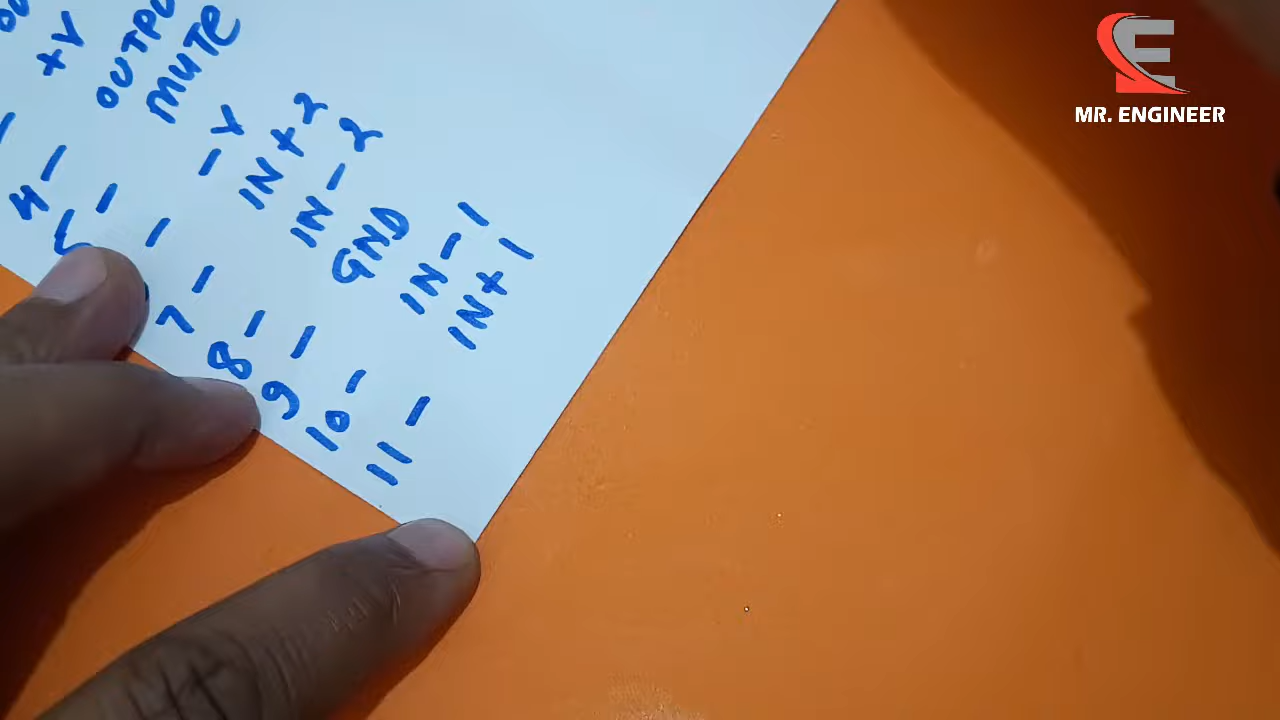 +V
4 - OUTPU
5 - MUTE
- -V
7 - IN+2
8 - IN-2
9 - GND
10 - IN-1
11 - IN+1
MR. ENGINEER